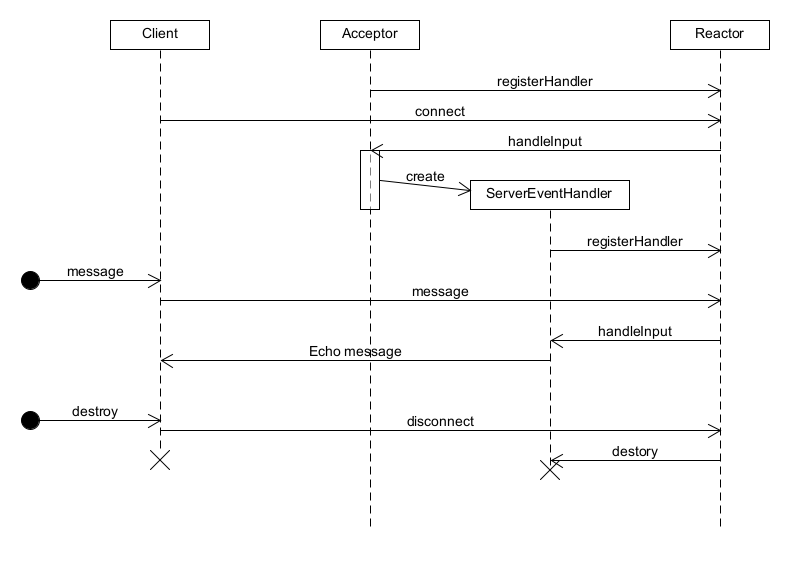 Client
Acceptor
Reactor
registerHandler
connect
handleInput
create
ServerEventHandler
registerHandler
message
message
handleInput
Echo message
destroy
disconnect
destory